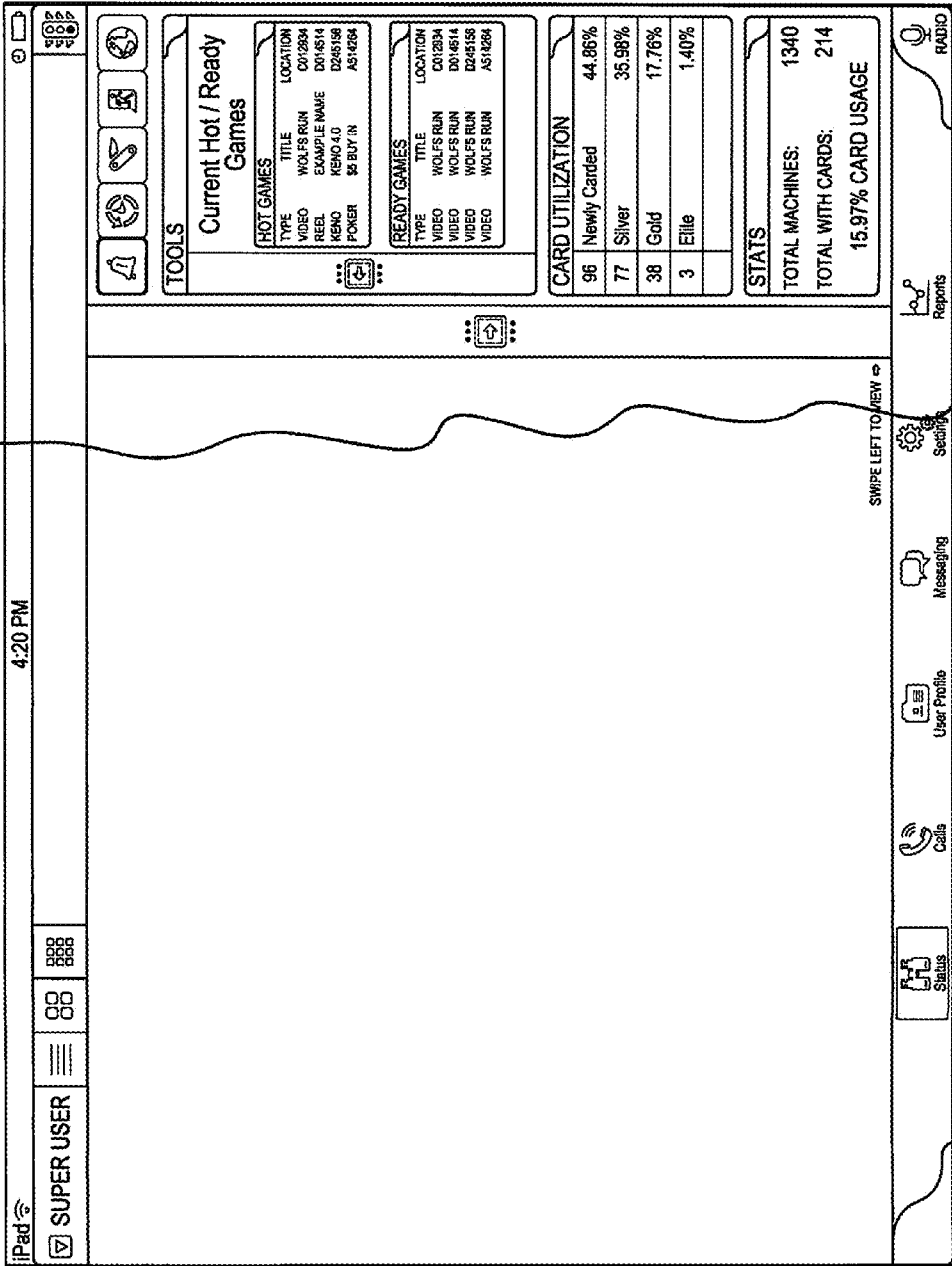 iPad 4:20 PM
SUPER USER
TOOLS
Current Hot / Ready
Games
HOT GAMES
TYPE TITLE LOCATION
VIDEO WOLFS RUN C012934
REEL EXAMPLE NAME D014514
KENO KENO 4.0 D245158
POKER $5 BUY IN A514264
READY GAMES
TYPE TITLE LOCATION
VIDEO WOLFS RUN C012934
VIDEO WOLFS RUN D014514
VIDEO WOLFS RUN D245158
VIDEO WOLFS RUN A514264
CARD UTILIZATION
96 Newly Carded 44.86%
77 Silver 35.98%
38 Gold 17.76%
3 Elite 1.40%
STATS
TOTAL MACHINES: 1340
TOTAL WITH CARDS: 214
15.97% CARD USAGE
SWIPE LEFT TO VIEW ⇨
Status Calls User Profile Messaging Settings Reports RADIO